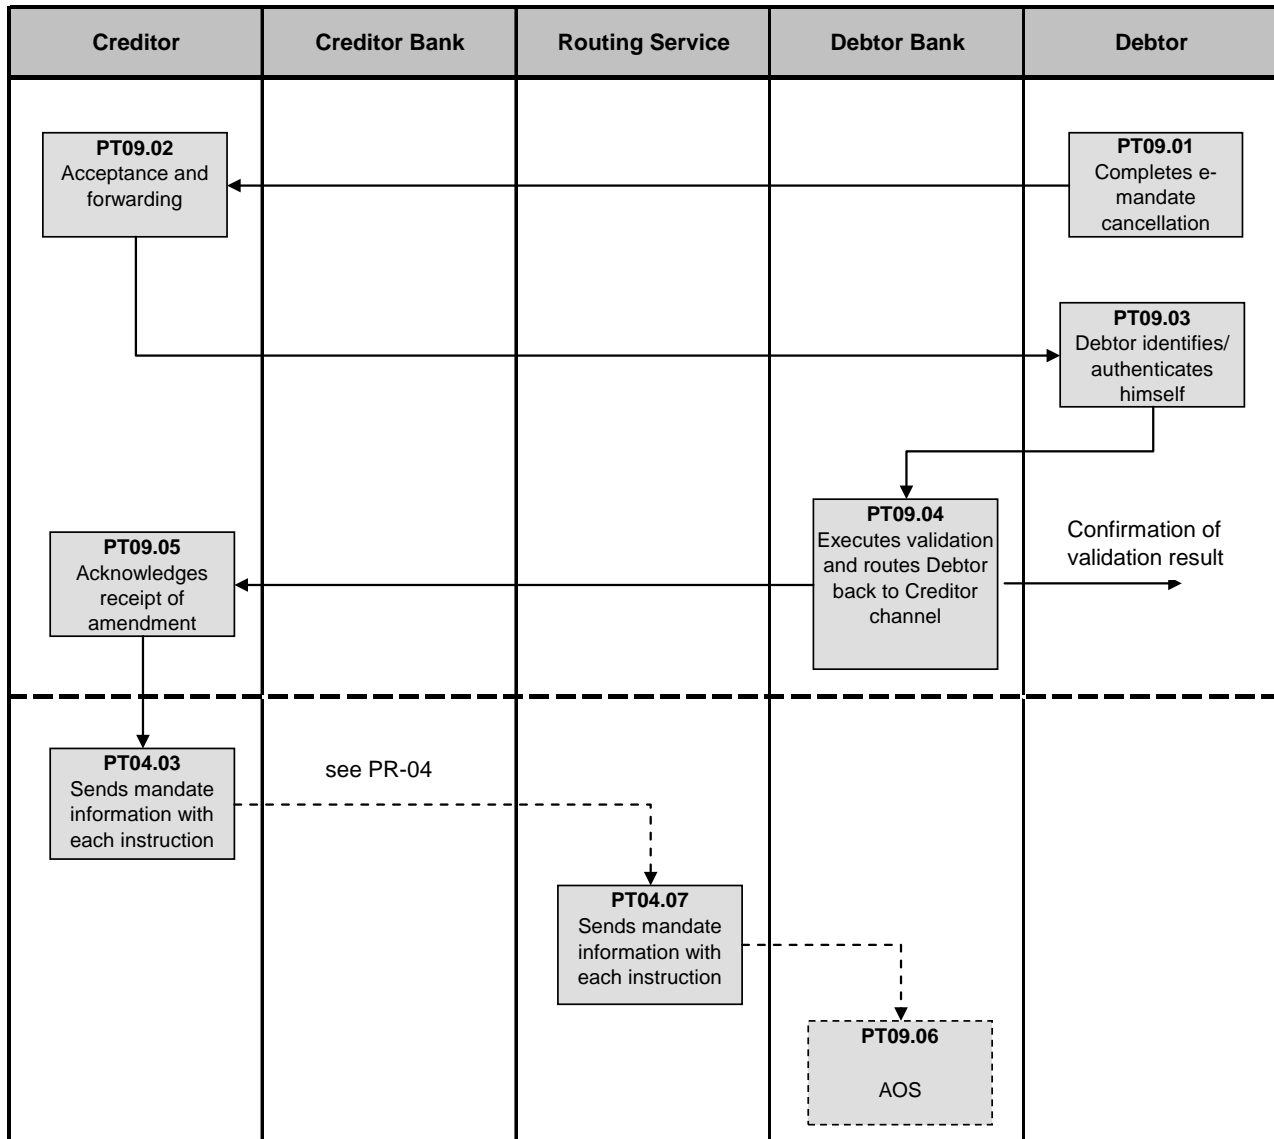 Creditor
Creditor Bank
Routing Service
Debtor Bank
Debtor
PT09.02
Acceptance and
forwarding
PT09.01
Completes e-
mandate
cancellation
PT09.03
Debtor identifies/
authenticates
himself
PT09.04
Executes validation
and routes Debtor
back to Creditor
channel
Confirmation of
validation result
PT09.05
Acknowledges
receipt of
amendment
PT04.03
Sends mandate
information with
each instruction
see PR-04
PT04.07
Sends mandate
information with
each instruction
PT09.06
AOS